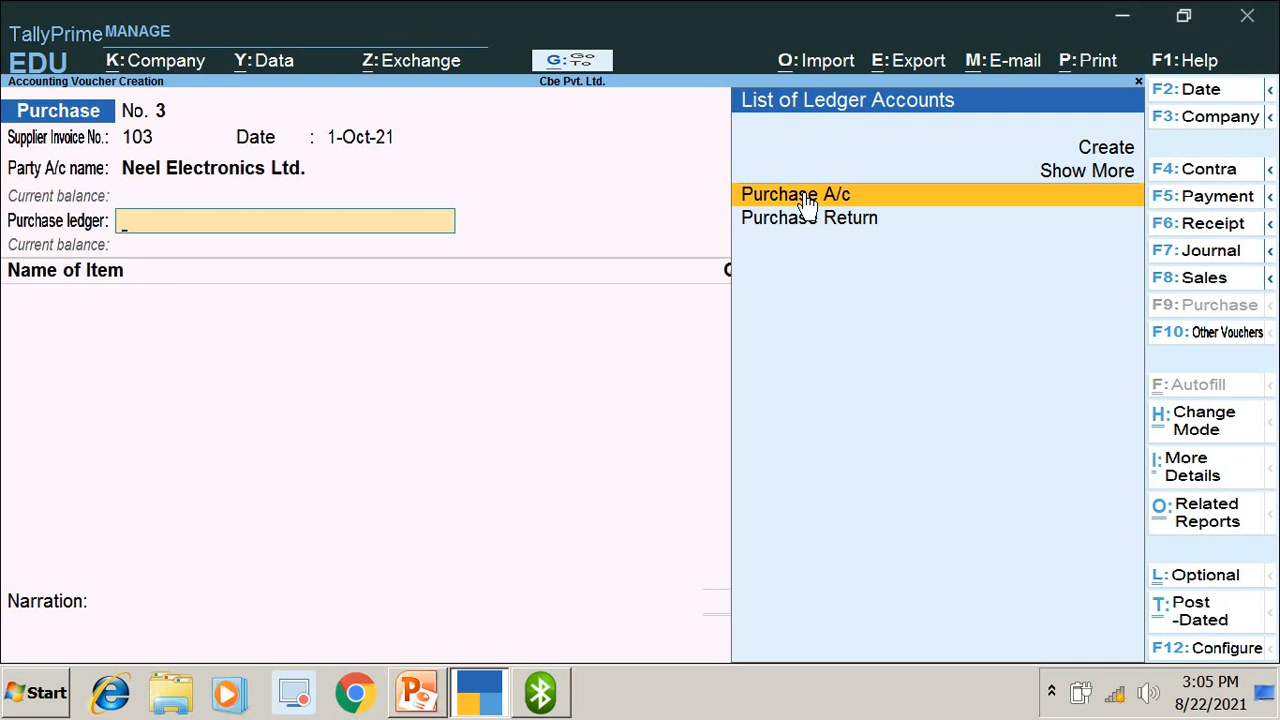 TallyPrime MANAGE
EDU K: Company Y: Data Z: Exchange G: Go To O: Import E: Export M: E-mail P: Print F1: Help
Accounting Voucher Creation Cbe Pvt. Ltd. ×
Purchase No. 3
Supplier Invoice No.: 103 Date : 1-Oct-21
Party A/c name: Neel Electronics Ltd.
Current balance:
Purchase ledger:
Current balance:
Name of Item
Narration:
List of Ledger Accounts
Create
Show More
Purchase A/c
Purchase Return
F2: Date
F3: Company
F4: Contra
F5: Payment
F6: Receipt
F7: Journal
F8: Sales
F9: Purchase
F10: Other Vouchers
F: Autofill
H: Change
Mode
I: More
Details
O: Related
Reports
L: Optional
T: Post
-Dated
F12: Configure
Start
3:05 PM
8/22/2021